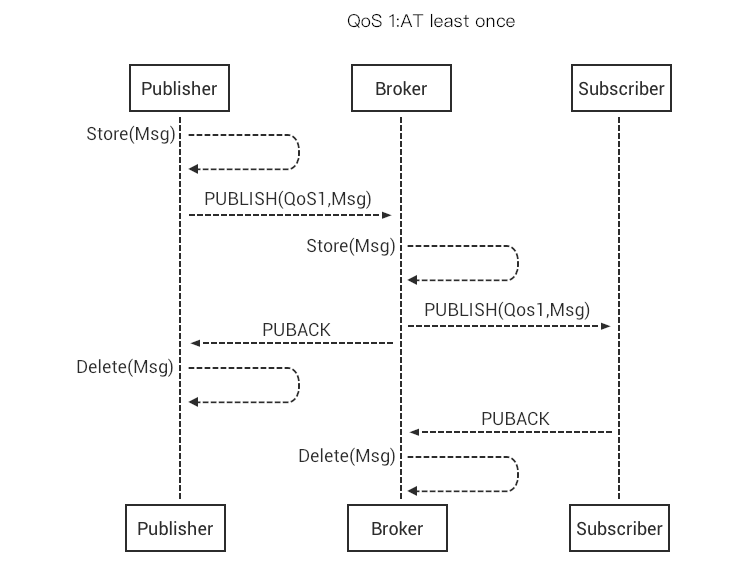 QoS 1:AT least once
Publisher
Broker
Subscriber
Store(Msg)
PUBLISH(QoS1,Msg)
Store(Msg)
PUBLISH(Qos1,Msg)
PUBACK
Delete(Msg)
PUBACK
Delete(Msg)
Publisher
Broker
Subscriber